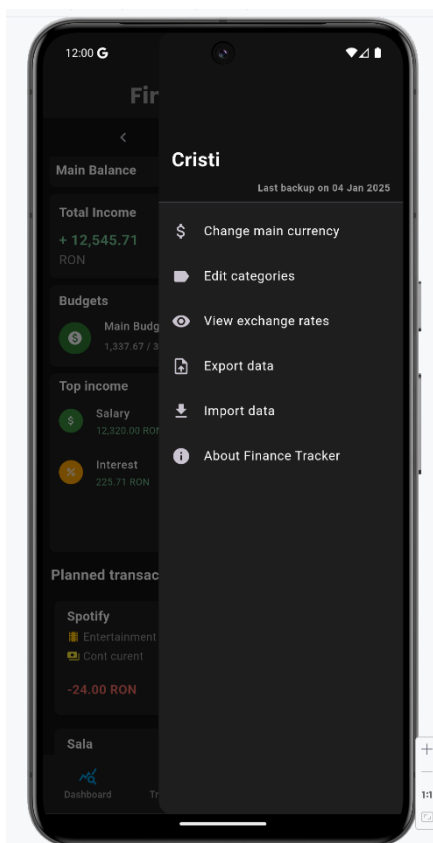 12:00 G
Fir
Main Balance
Total Income
+ 12,545.71
RON
Budgets
Main Budg
1,337.67 / 3
Top income
$ Salary
12,320.00 RON
% Interest
225.71 RON
Planned transac
Spotify
Entertainment
Cont curent
-24.00 RON
Sala
Dashboard Tr
Cristi
Last backup on 04 Jan 2025
$ Change main currency
Edit categories
View exchange rates
Export data
Import data
About Finance Tracker
1:1